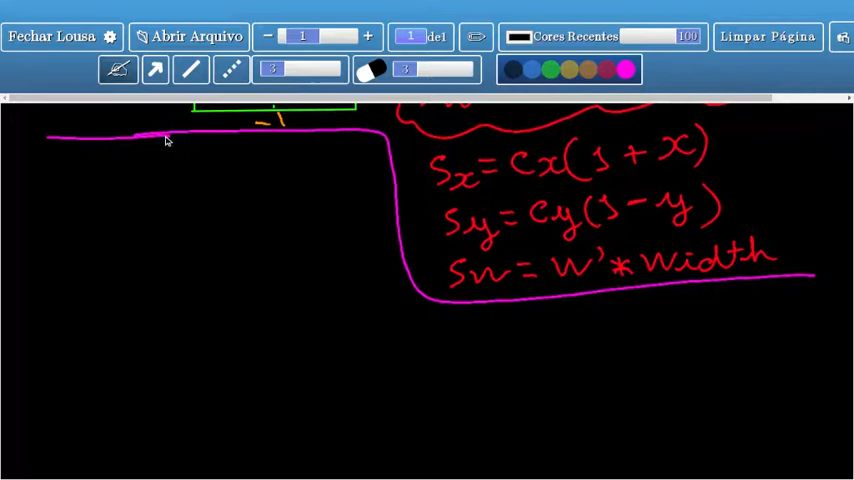 Fechar Lousa
Abrir Arquivo
− 1 +
1 de1
Cores Recentes
100
Limpar Página
3
3
-1
Sx = Cx(1 + x)
Sy = Cy(1 - y)
Sw = W' * Width